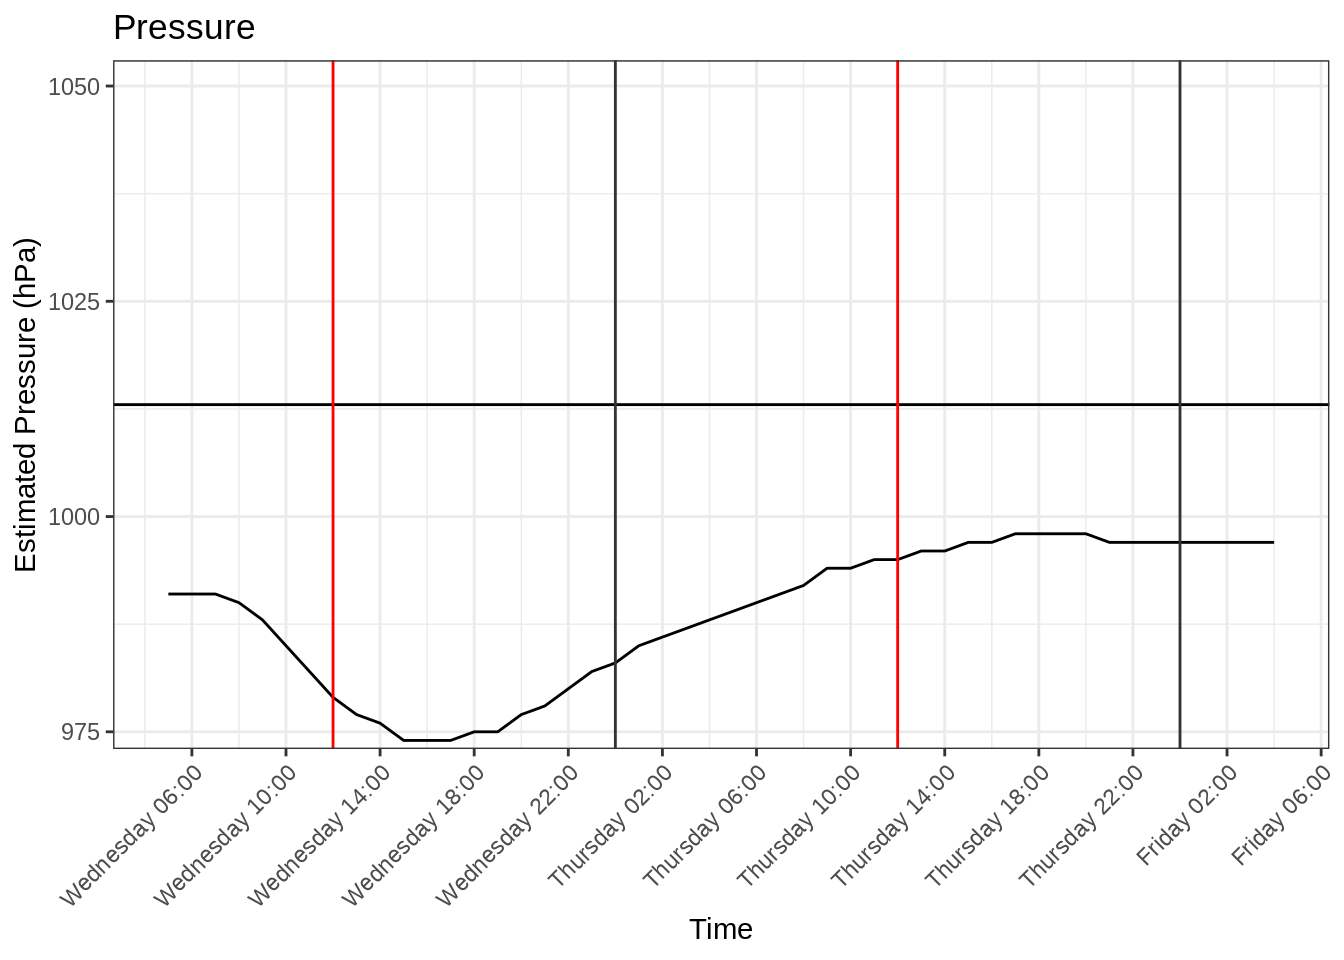 Pressure
Estimated Pressure (hPa)
1050
1025
1000
975
Wednesday 06:00
Wednesday 10:00
Wednesday 14:00
Wednesday 18:00
Wednesday 22:00
Thursday 02:00
Thursday 06:00
Thursday 10:00
Thursday 14:00
Thursday 18:00
Thursday 22:00
Friday 02:00
Friday 06:00
Time